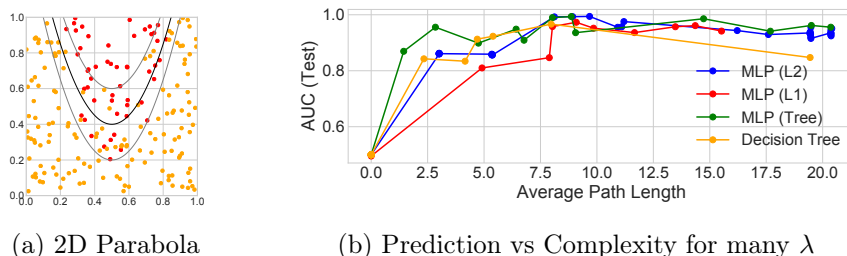 1.0
0.8
0.6
0.4
0.2
0.0
0.0 0.2 0.4 0.6 0.8 1.0
(a) 2D Parabola
AUC (Test)
1.0
0.8
0.6
MLP (L2)
MLP (L1)
MLP (Tree)
Decision Tree
0.0 2.5 5.0 7.5 10.0 12.5 15.0 17.5 20.0
Average Path Length
(b) Prediction vs Complexity for many λ